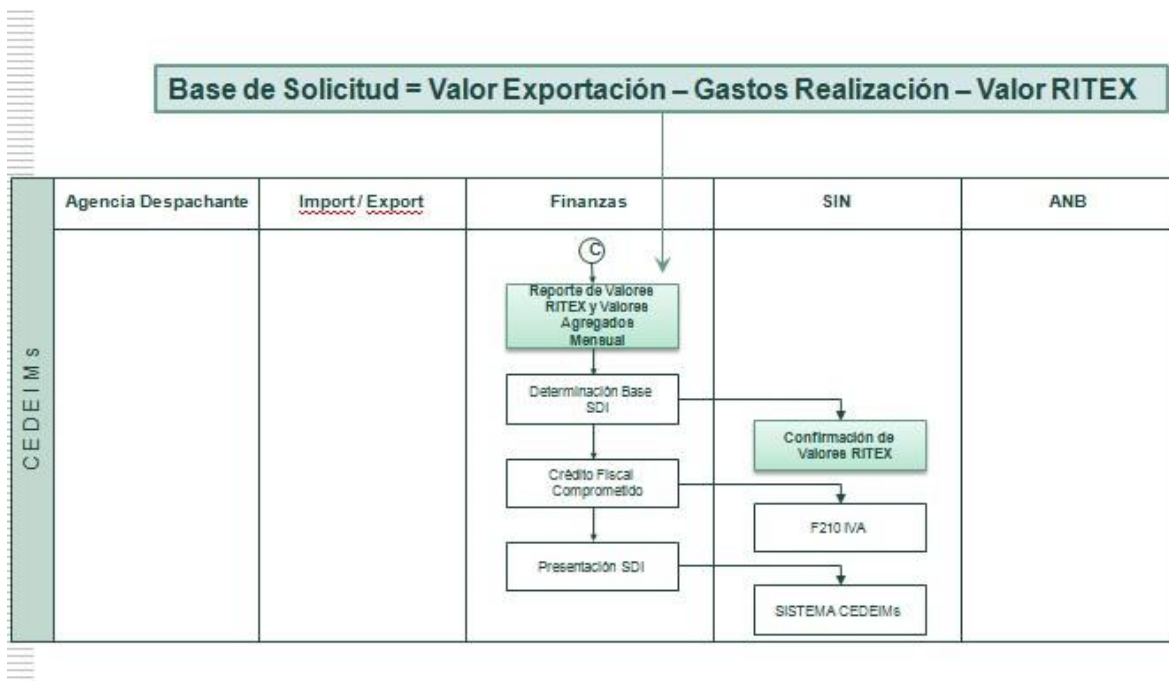 Base de Solicitud = Valor Exportación – Gastos Realización – Valor RITEX
Agencia Despachante
Import / Export
Finanzas
SIN
ANB
CEDEIMs
C
Reporte de Valores
RITEX y Valores
Agregados
Mensual
Determinación Base
SDI
Confirmación de
Valores RITEX
Crédito Fiscal
Comprometido
F210 IVA
Presentación SDI
SISTEMA CEDEIMs